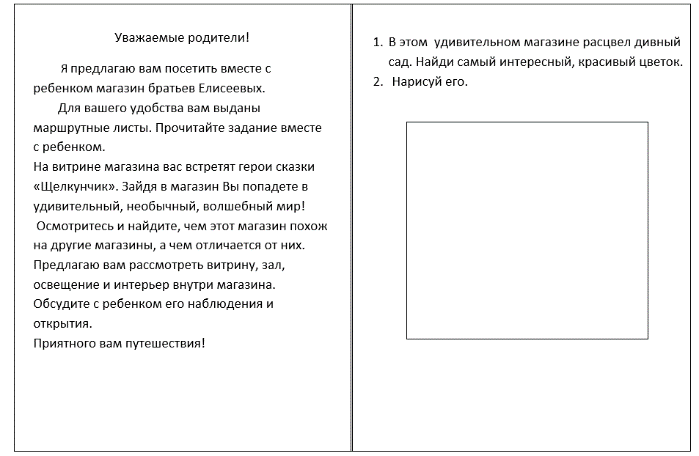 Уважаемые родители!
Я предлагаю вам посетить вместе с
ребенком магазин братьев Елисеевых.
Для вашего удобства вам выданы
маршрутные листы. Прочитайте задание вместе
с ребенком.
На витрине магазина вас встретят герои сказки
«Щелкунчик». Зайдя в магазин Вы попадете в
удивительный, необычный, волшебный мир!
Осмотритесь и найдите, чем этот магазин похож
на другие магазины, а чем отличается от них.
Предлагаю вам рассмотреть витрину, зал,
освещение и интерьер внутри магазина.
Обсудите с ребенком его наблюдения и
открытия.
Приятного вам путешествия!
1. В этом удивительном магазине расцвел дивный
сад. Найди самый интересный, красивый цветок.
2. Нарисуй его.